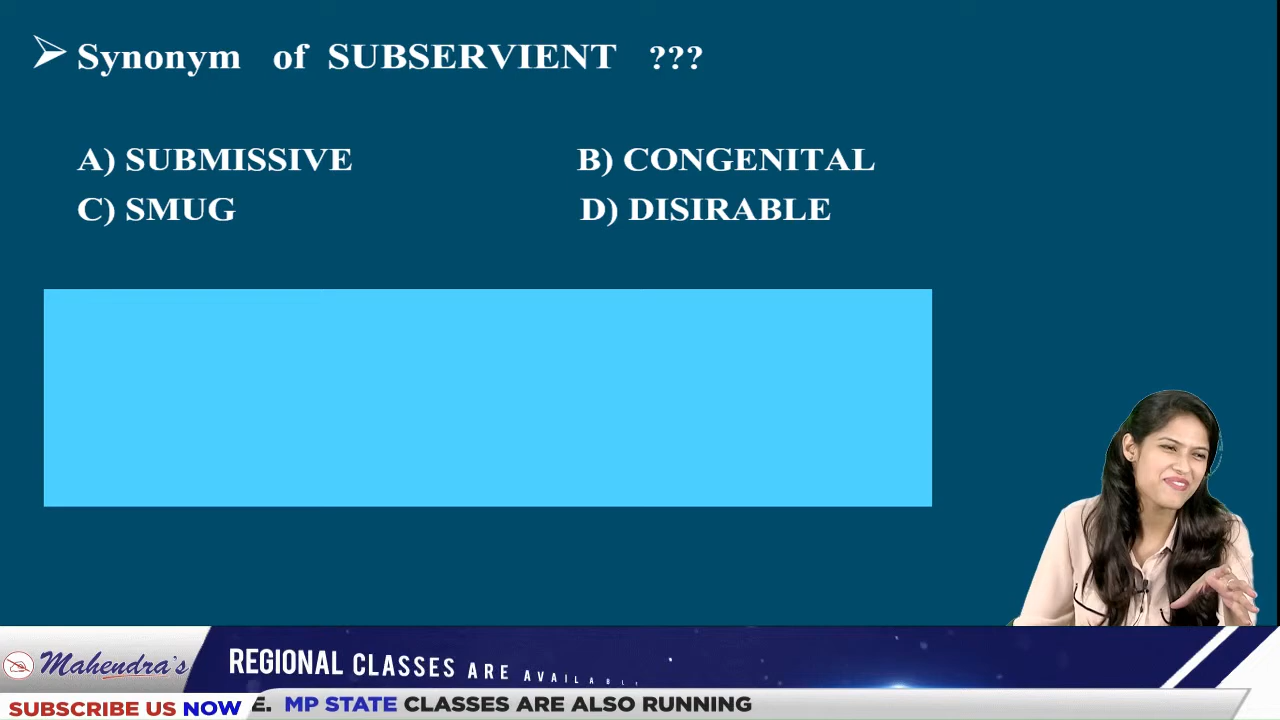 Synonym of SUBSERVIENT ???
A) SUBMISSIVE B) CONGENITAL
C) SMUG D) DISIRABLE
Mahendra's REGIONAL CLASSES ARE AVAILABLE
SUBSCRIBE US NOW E. MP STATE CLASSES ARE ALSO RUNNING